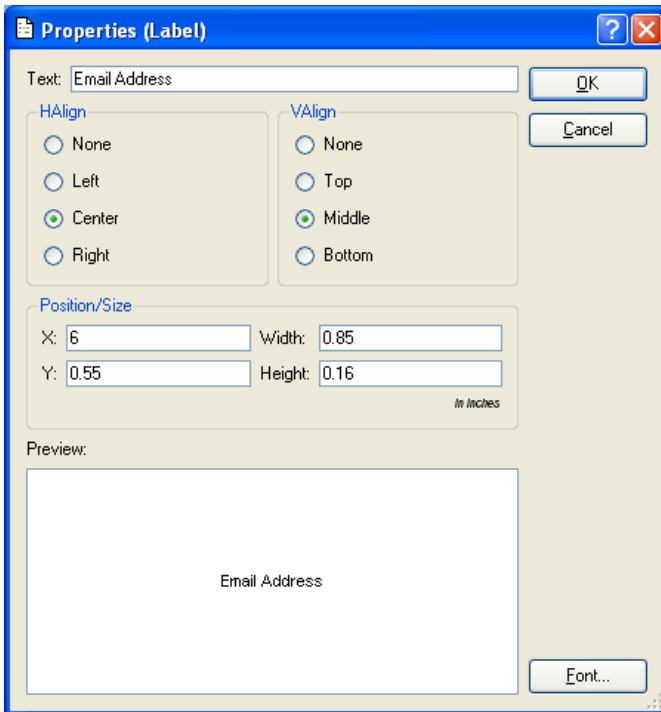 Properties (Label)
Text: Email Address
OK
HAlign
VAlign
Cancel
None
None
Left
Top
Center
Middle
Right
Bottom
Position/Size
X: 6
Width: 0.85
Y: 0.55
Height: 0.16
In Inches
Preview:
Email Address
Font...